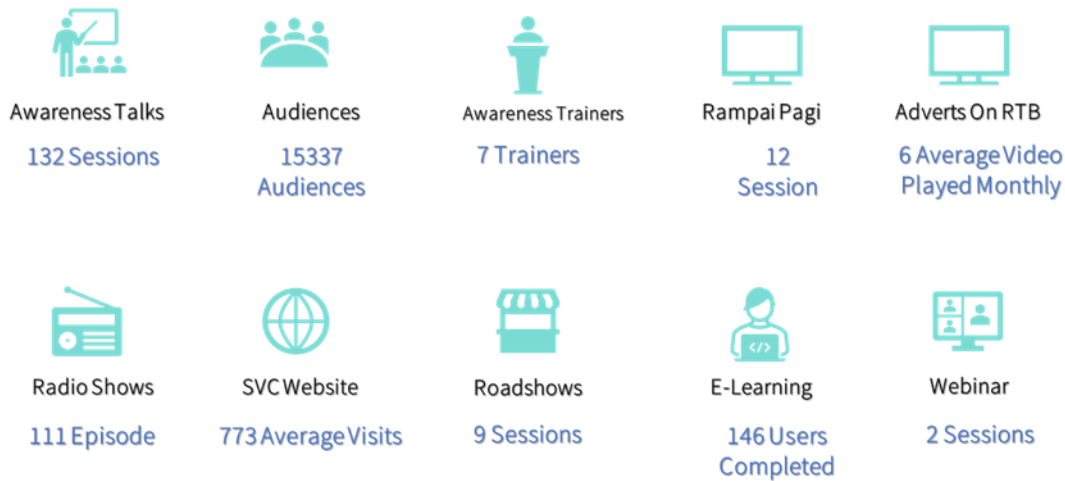 Awareness Talks
132 Sessions
Audiences
15337
Audiences
Awareness Trainers
7 Trainers
Rampai Pagi
12
Session
Adverts On RTB
6 Average Video
Played Monthly
Radio Shows
111 Episode
SVC Website
773 Average Visits
Roadshows
9 Sessions
</>
E-Learning
146 Users
Completed
Webinar
2 Sessions